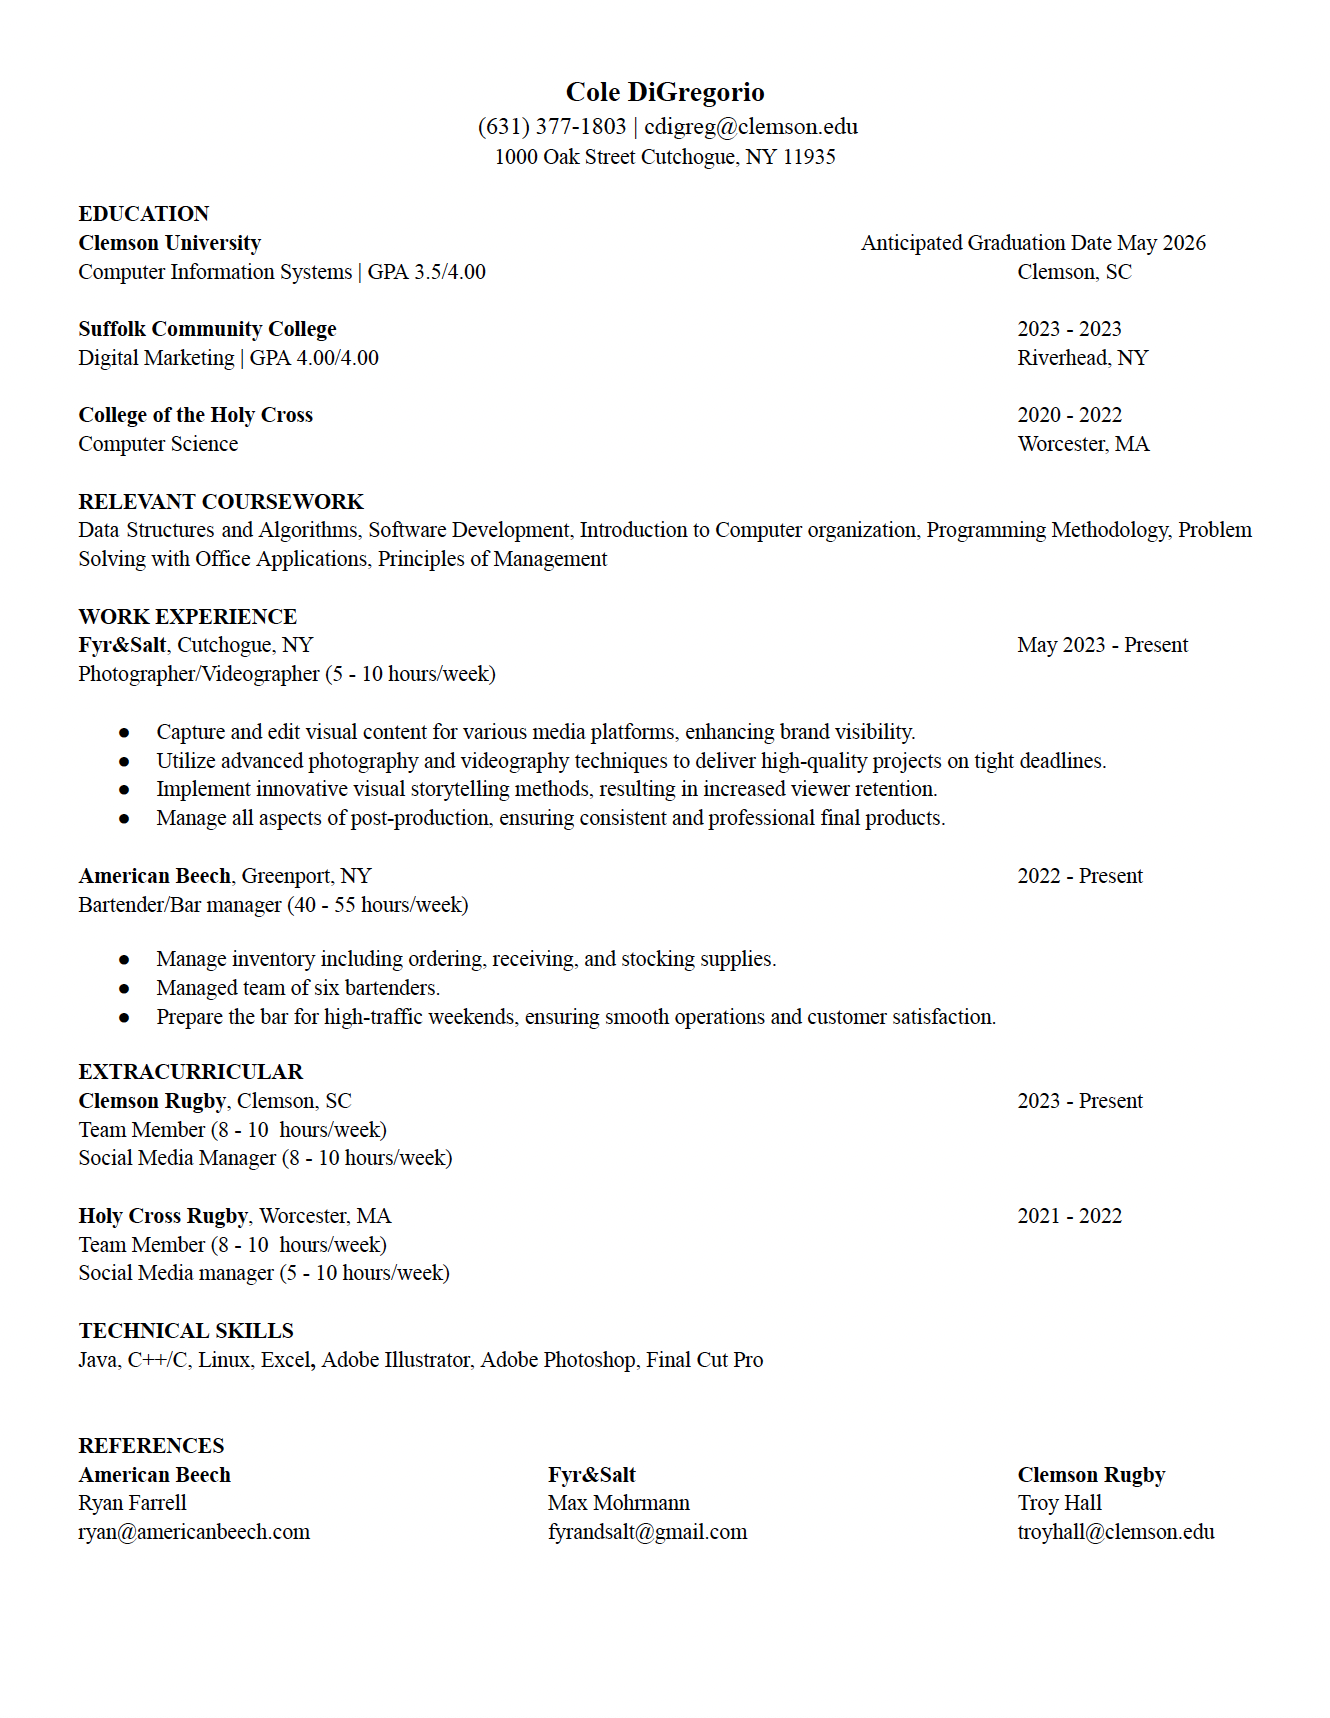 Cole DiGregorio
(631) 377-1803 | cdigreg@clemson.edu
1000 Oak Street Cutchogue, NY 11935
EDUCATION
Clemson University Anticipated Graduation Date May 2026
Computer Information Systems | GPA 3.5/4.00 Clemson, SC
Suffolk Community College 2023 - 2023
Digital Marketing | GPA 4.00/4.00 Riverhead, NY
College of the Holy Cross 2020 - 2022
Computer Science Worcester, MA
RELEVANT COURSEWORK
Data Structures and Algorithms, Software Development, Introduction to Computer organization, Programming Methodology, Problem
Solving with Office Applications, Principles of Management
WORK EXPERIENCE
Fyr&Salt, Cutchogue, NY May 2023 - Present
Photographer/Videographer (5 - 10 hours/week)
● Capture and edit visual content for various media platforms, enhancing brand visibility.
● Utilize advanced photography and videography techniques to deliver high-quality projects on tight deadlines.
● Implement innovative visual storytelling methods, resulting in increased viewer retention.
● Manage all aspects of post-production, ensuring consistent and professional final products.
American Beech, Greenport, NY 2022 - Present
Bartender/Bar manager (40 - 55 hours/week)
● Manage inventory including ordering, receiving, and stocking supplies.
● Managed team of six bartenders.
● Prepare the bar for high-traffic weekends, ensuring smooth operations and customer satisfaction.
EXTRACURRICULAR
Clemson Rugby, Clemson, SC 2023 - Present
Team Member (8 - 10 hours/week)
Social Media Manager (8 - 10 hours/week)
Holy Cross Rugby, Worcester, MA 2021 - 2022
Team Member (8 - 10 hours/week)
Social Media manager (5 - 10 hours/week)
TECHNICAL SKILLS
Java, C++/C, Linux, Excel, Adobe Illustrator, Adobe Photoshop, Final Cut Pro
REFERENCES
American Beech Fyr&Salt Clemson Rugby
Ryan Farrell Max Mohrmann Troy Hall
ryan@americanbeech.com fyrandsalt@gmail.com troyhall@clemson.edu